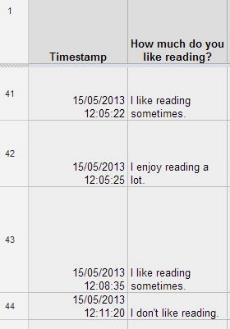 1
Timestamp
How much do you
like reading?
41
15/05/2013
12:05:22
I like reading
sometimes.
42
15/05/2013
12:05:25
I enjoy reading a
lot.
43
15/05/2013
12:08:35
I like reading
sometimes.
44
15/05/2013
12:11:20
I don't like reading.